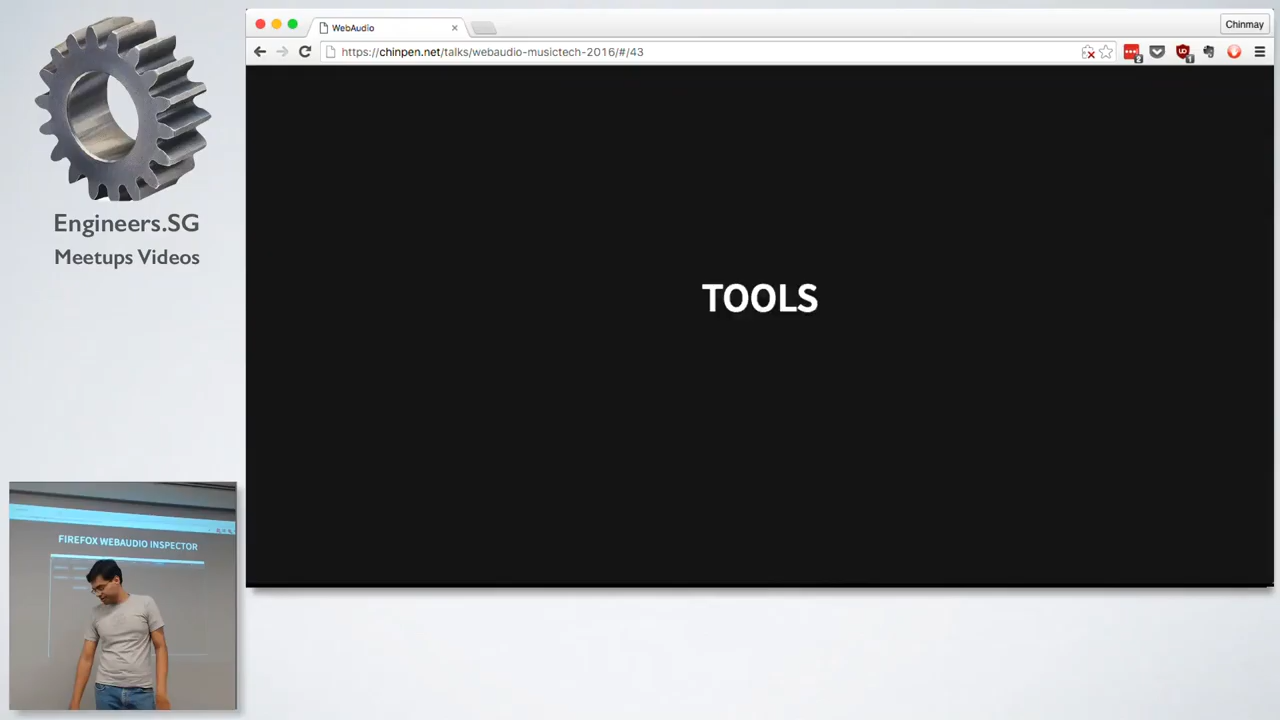 Engineers.SG
Meetups Videos
WebAudio
Chinmay
https://chinpen.net/talks/webaudio-musictech-2016/#/43
TOOLS
FIREFOX WEBAUDIO INSPECTOR